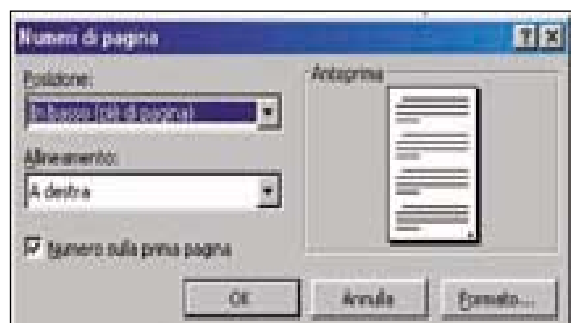 Numeri di pagina
Posizione:
In basso (piè di pagina)
Allineamento:
A destra
Numero sulla prima pagina
Anteprima
OK
Annulla
Formato...